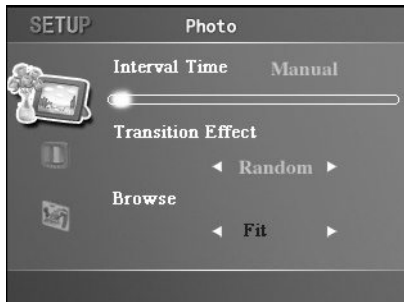 SETUP Photo
Interval Time Manual
Transition Effect
Random
Browse
Fit